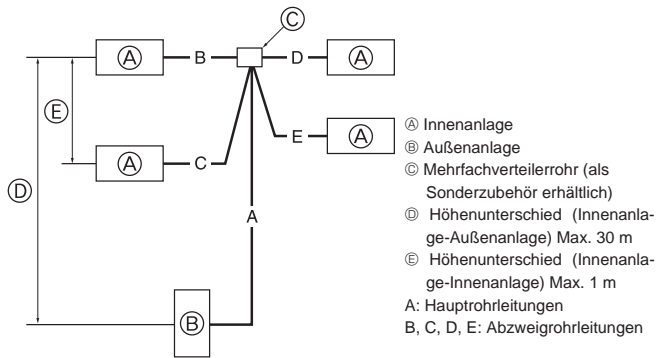 Ⓒ
Ⓐ B D Ⓐ
Ⓔ
Ⓐ C E Ⓐ
Ⓓ
A
Ⓑ
Ⓐ Innenanlage
Ⓑ Außenanlage
Ⓒ Mehrfachverteilerrohr (als
Sonderzubehör erhältlich)
Ⓓ Höhenunterschied (Innenanla-
ge-Außenanlage) Max. 30 m
Ⓔ Höhenunterschied (Innenanla-
ge-Innenanlage) Max. 1 m
A: Hauptrohrleitungen
B, C, D, E: Abzweigrohrleitungen